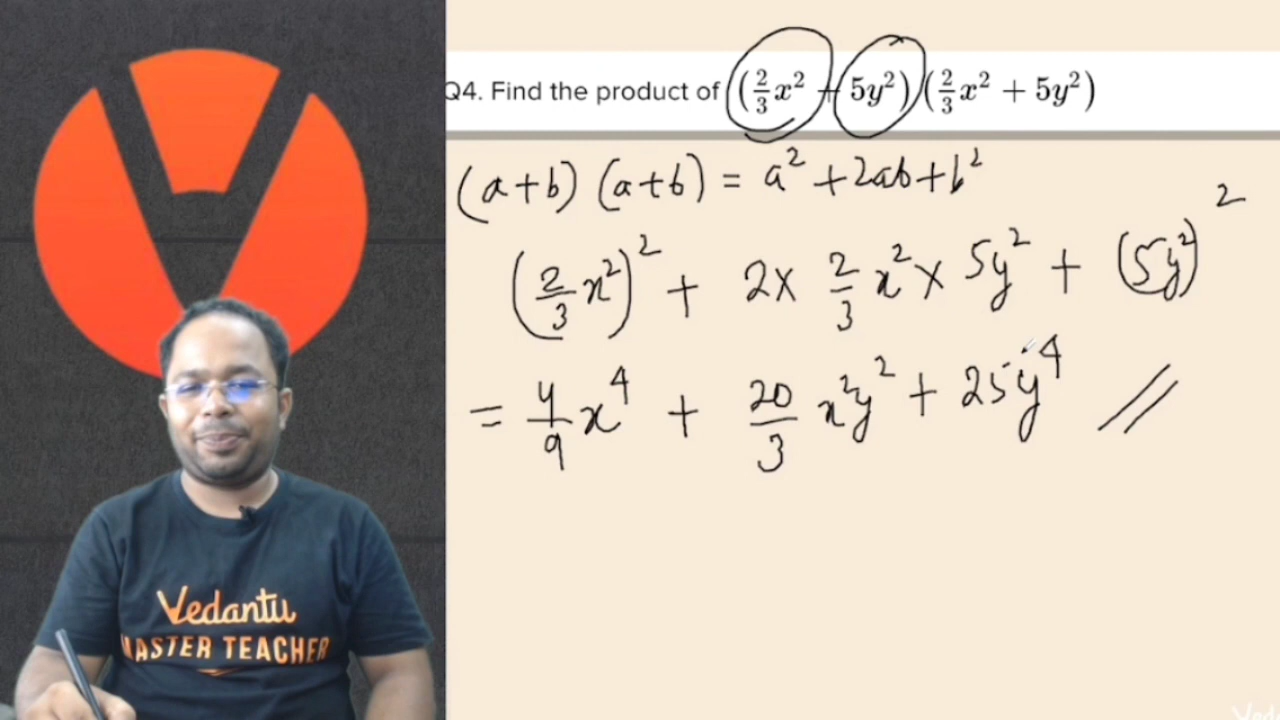 Q4. Find the product of (2/3 x² + 5y²)(2/3 x² + 5y²)
(a+b) (a+b) = a² + 2ab + b²
(2/3 x²)² + 2 × 2/3 x² × 5y² + (5y²)²
= 4/9 x⁴ + 20/3 x²y² + 25y⁴ //
Vedantu
MASTER TEACHER